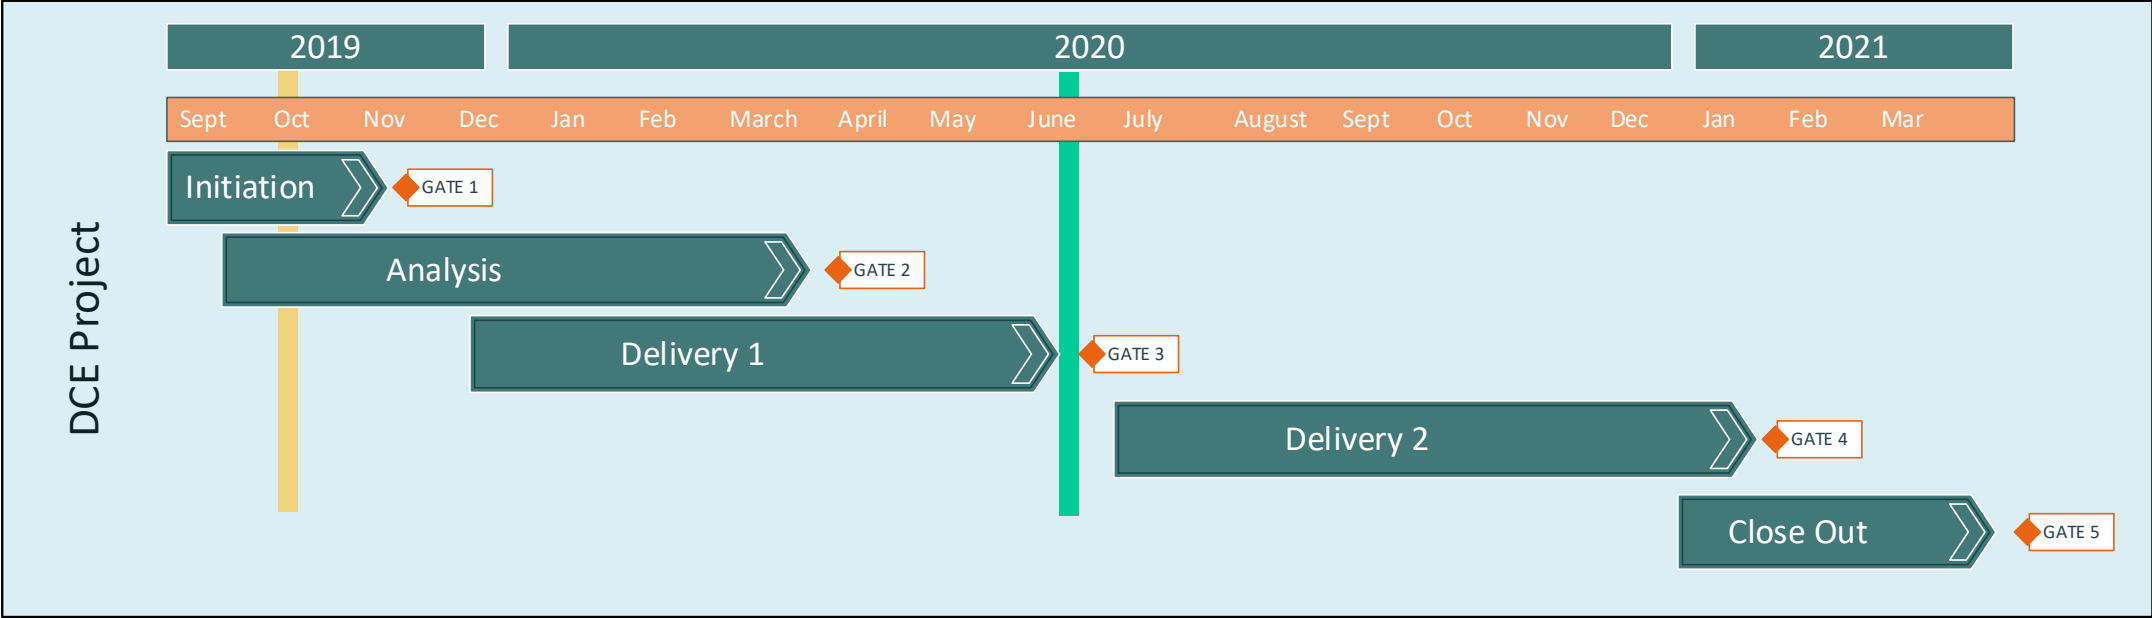 2019 2020 2021
Sept Oct Nov Dec Jan Feb March April May June July August Sept Oct Nov Dec Jan Feb Mar
DCE Project
Initiation GATE 1
Analysis GATE 2
Delivery 1 GATE 3
Delivery 2 GATE 4
Close Out GATE 5